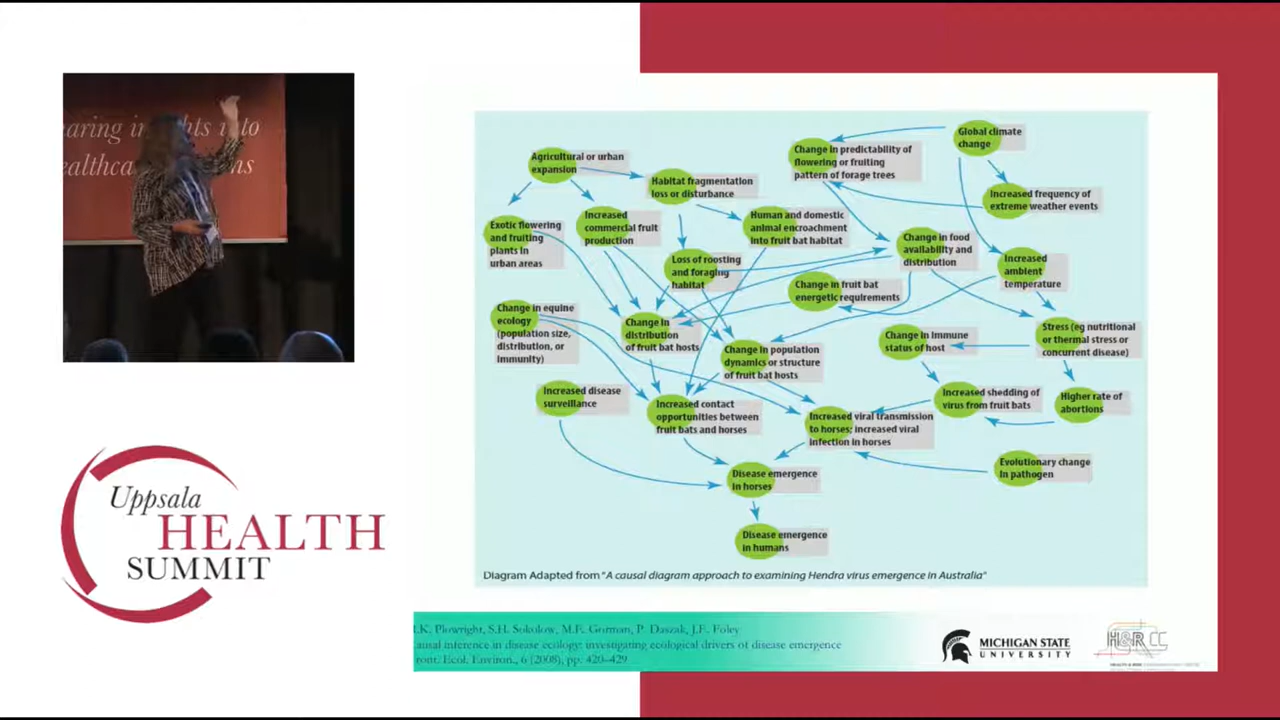 aring in
hts into
ealthca
ns
Uppsala
HEALTH
SUMMIT
Agricultural or urban
expansion
Habitat fragmentation
loss or disturbance
Change in predictability of
flowering or fruiting
pattern of forage trees
Global climate
change
Increased frequency of
extreme weather events
Exotic flowering
and fruiting
plants in
urban areas
Increased
commercial fruit
production
Human and domestic
animal encroachment
into fruit bat habitat
Loss of roosting
and foraging
habitat
Change in food
availability and
distribution
Increased
ambient
temperature
Change in fruit bat
energetic requirements
Change in equine
ecology
(population size,
distribution, or
immunity)
Change in
distribution
of fruit bat hosts
Change in population
dynamics or structure
of fruit bat hosts
Change in immune
status of host
Stress (eg nutritional
or thermal stress or
concurrent disease)
Increased disease
surveillance
Increased contact
opportunities between
fruit bats and horses
Increased viral transmission
to horses; increased viral
infection in horses
Increased shedding of
virus from fruit bats
Higher rate of
abortions
Evolutionary change
in pathogen
Disease emergence
in horses
Disease emergence
in humans
Diagram Adapted from "A causal diagram approach to examining Hendra virus emergence in Australia"
R.K. Plowright, S.H. Sokolow, M.E. Gorman, P. Daszak, J.E. Foley
ausal inference in disease ecology: investigating ecological drivers of disease emergence
ront. Ecol. Environ., 6 (2008), pp. 420–429
MICHIGAN STATE
UNIVERSITY
H&R CC